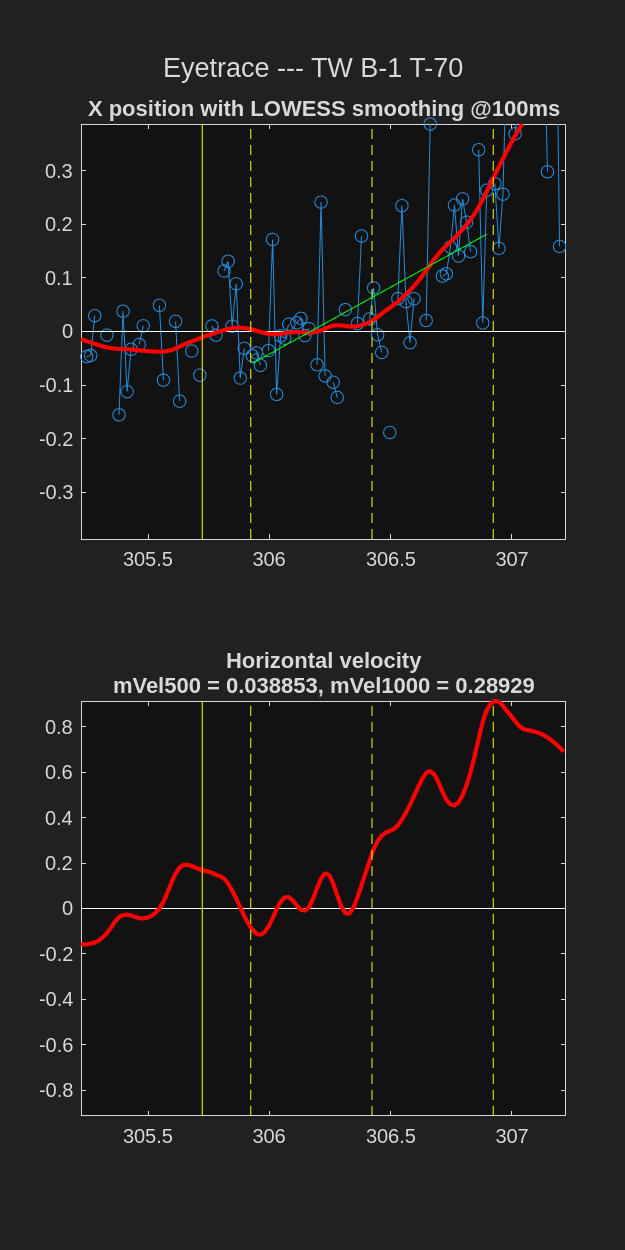 Eyetrace --- TW B-1 T-70
X position with LOWESS smoothing @100ms
0.3
0.2
0.1
0
-0.1
-0.2
-0.3
305.5 306 306.5 307
Horizontal velocity
mVel500 = 0.038853, mVel1000 = 0.28929
0.8
0.6
0.4
0.2
0
-0.2
-0.4
-0.6
-0.8
305.5 306 306.5 307